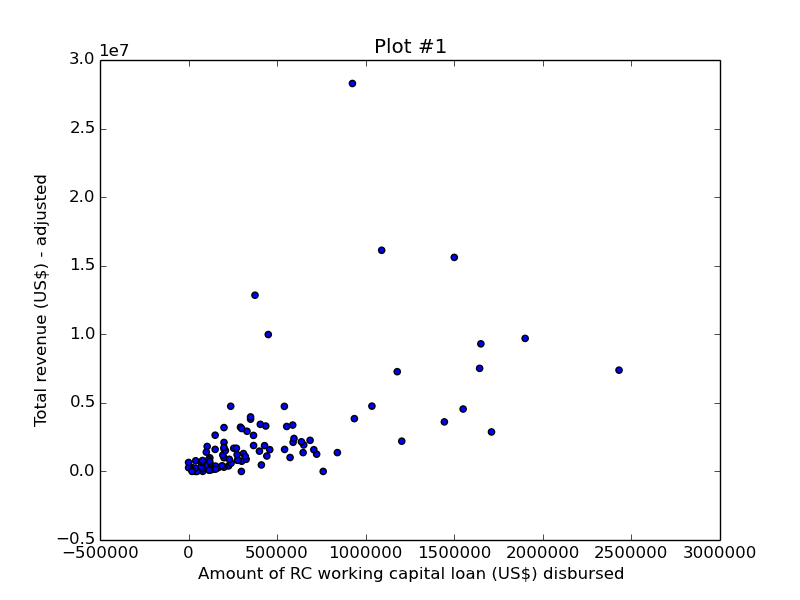 Plot #1
1e7
3.0
2.5
2.0
1.5
1.0
0.5
0.0
−0.5
−500000 0 500000 1000000 1500000 2000000 2500000 3000000
Total revenue (US$) - adjusted
Amount of RC working capital loan (US$) disbursed